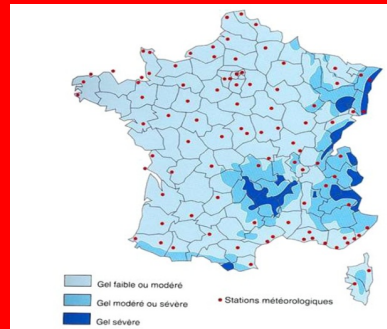 Gel faible ou modéré
Gel modéré ou sévère
Stations météorologiques
Gel sévère